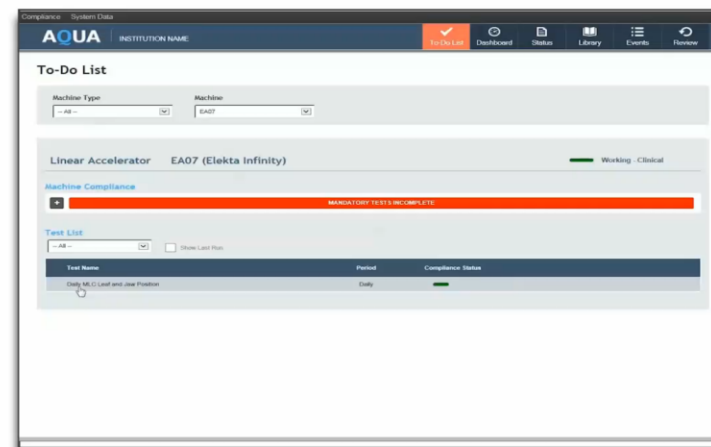 Compliance System Data
AQUA INSTITUTION NAME
To-Do List Dashboard Status Library Events Review
To-Do List
Machine Type Machine
-- All -- EA07
Linear Accelerator EA07 (Elekta Infinity) Working - Clinical
Machine Compliance
+ MANDATORY TESTS INCOMPLETE
Test List
-- All -- Show Last Run
Test Name Period Compliance Status
Daily MLC Leaf and Jaw Position Daily